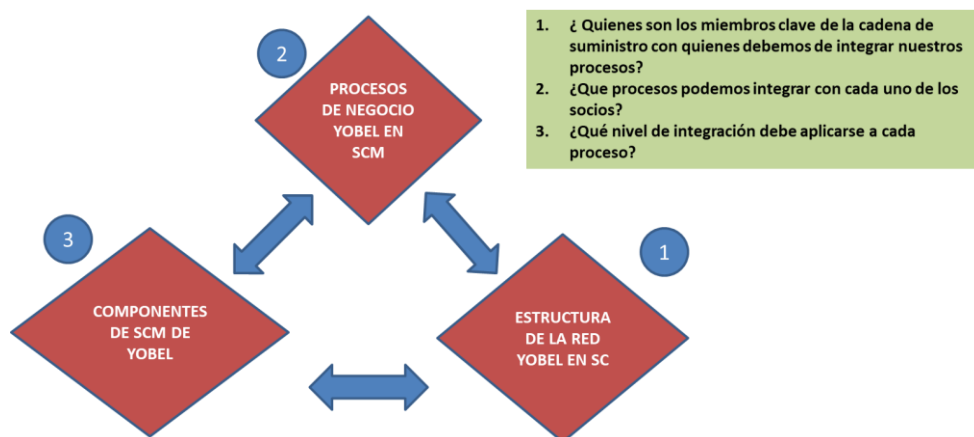 2
PROCESOS
DE NEGOCIO
YOBEL EN
SCM
1. ¿ Quienes son los miembros clave de la cadena de
suministro con quienes debemos de integrar nuestros
procesos?
2. ¿Que procesos podemos integrar con cada uno de los
socios?
3. ¿Qué nivel de integración debe aplicarse a cada
proceso?
3
COMPONENTES
DE SCM DE
YOBEL
1
ESTRUCTURA
DE LA RED
YOBEL EN SC